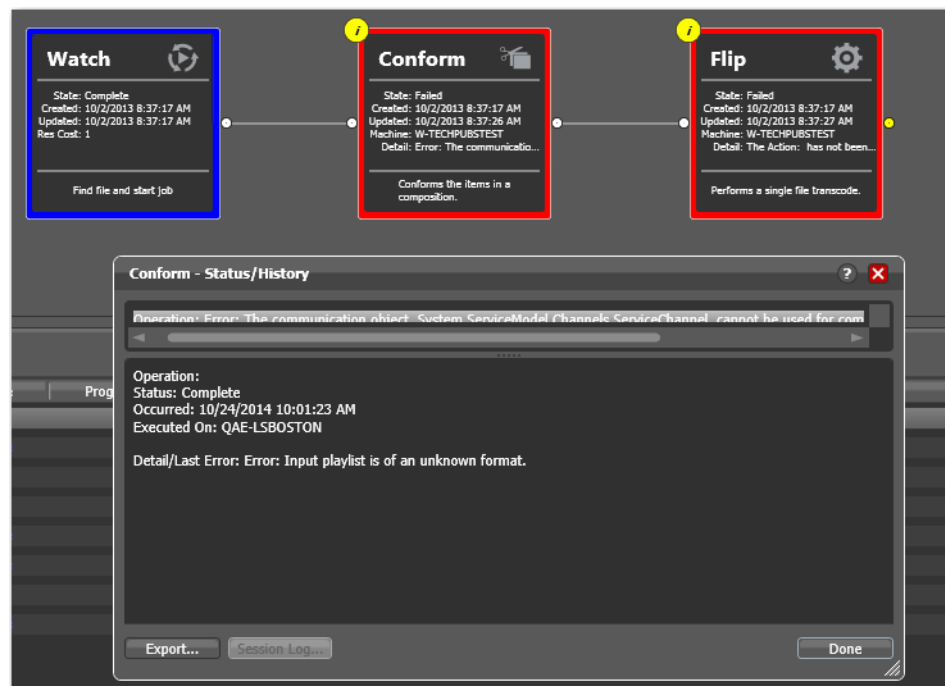 i
i
Watch
Conform
Flip
State: Complete
Created: 10/2/2013 8:37:17 AM
Updated: 10/2/2013 8:37:17 AM
Res Cost: 1
Find file and start job
State: Failed
Created: 10/2/2013 8:37:17 AM
Updated: 10/2/2013 8:37:26 AM
Machine: W-TECHPUBSTEST
Detail: Error: The communicatio...
Conforms the items in a
composition.
State: Failed
Created: 10/2/2013 8:37:17 AM
Updated: 10/2/2013 8:37:27 AM
Machine: W-TECHPUBSTEST
Detail: The Action: has not been...
Performs a single file transcode.
Conform - Status/History
?
Operation: Error: The communication object, System.ServiceModel.Channels.ServiceChannel, cannot be used for com
Prog
Operation:
Status: Complete
Occurred: 10/24/2014 10:01:23 AM
Executed On: QAE-LSBOSTON
Detail/Last Error: Error: Input playlist is of an unknown format.
Export...
Session Log...
Done